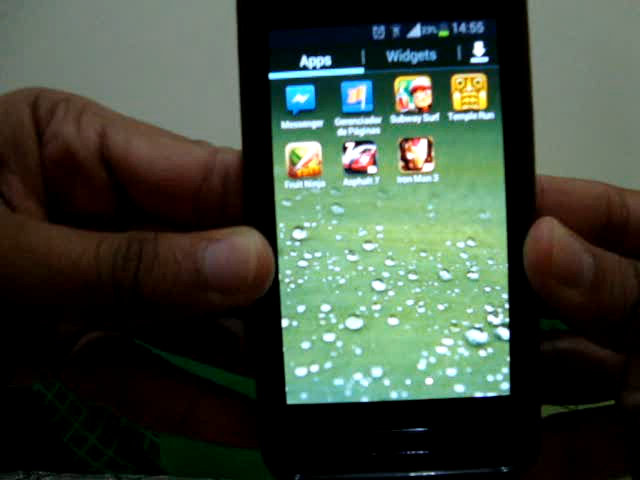 23% 14:55
Apps Widgets
Messenger Gerenciador de Páginas Subway Surf Temple Run
Fruit Ninja Asphalt 7 Iron Man 3